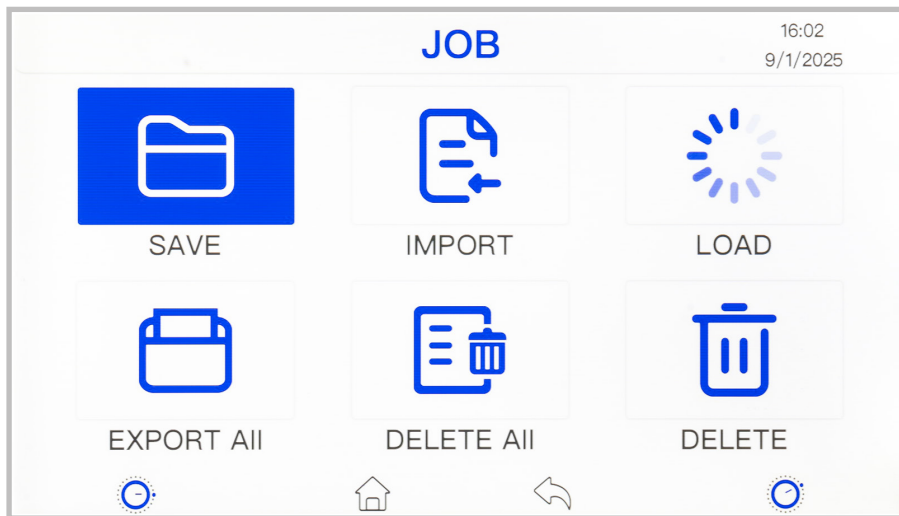 JOB
16:02
9/1/2025
SAVE
IMPORT
LOAD
EXPORT All
DELETE All
DELETE